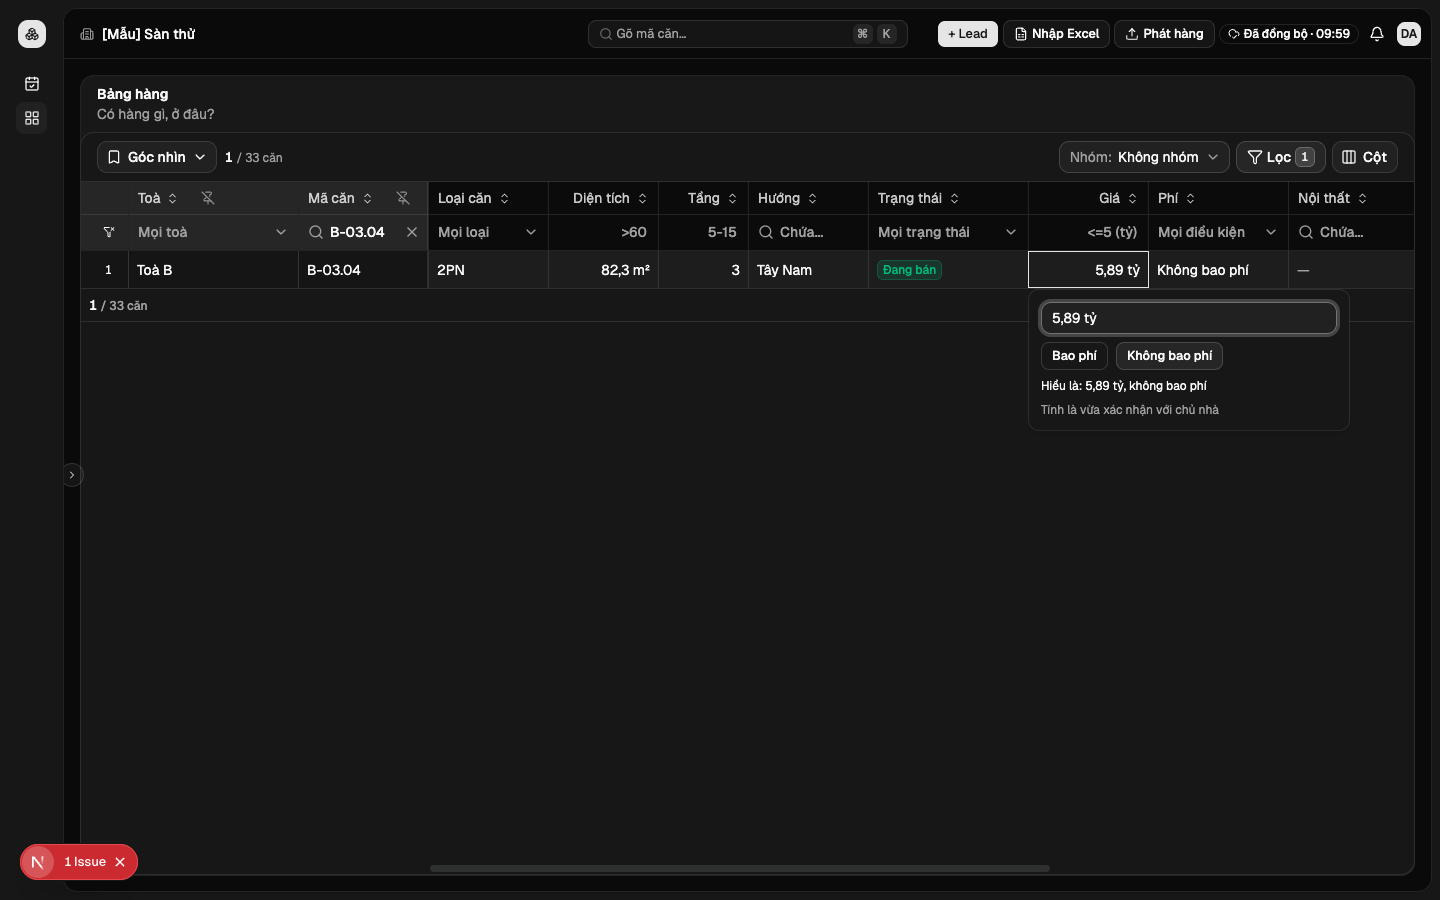 [Mẫu] Sàn thử
Gõ mã căn... ⌘ K
+ Lead
Nhập Excel
Phát hàng
Đã đồng bộ · 09:59
DA
Bảng hàng
Có hàng gì, ở đâu?
Góc nhìn
1 / 33 căn
Nhóm: Không nhóm
Lọc 1
Cột
Toà Mã căn Loại căn Diện tích Tầng Hướng Trạng thái Giá Phí Nội thất
Mọi toà B-03.04 Mọi loại >60 5-15 Chứa... Mọi trạng thái <=5 (tỷ) Mọi điều kiện Chứa...
1 Toà B B-03.04 2PN 82,3 m² 3 Tây Nam Đang bán 5,89 tỷ Không bao phí —
1 / 33 căn
5,89 tỷ
Bao phí Không bao phí
Hiểu là: 5,89 tỷ, không bao phí
Tính là vừa xác nhận với chủ nhà
N 1 Issue